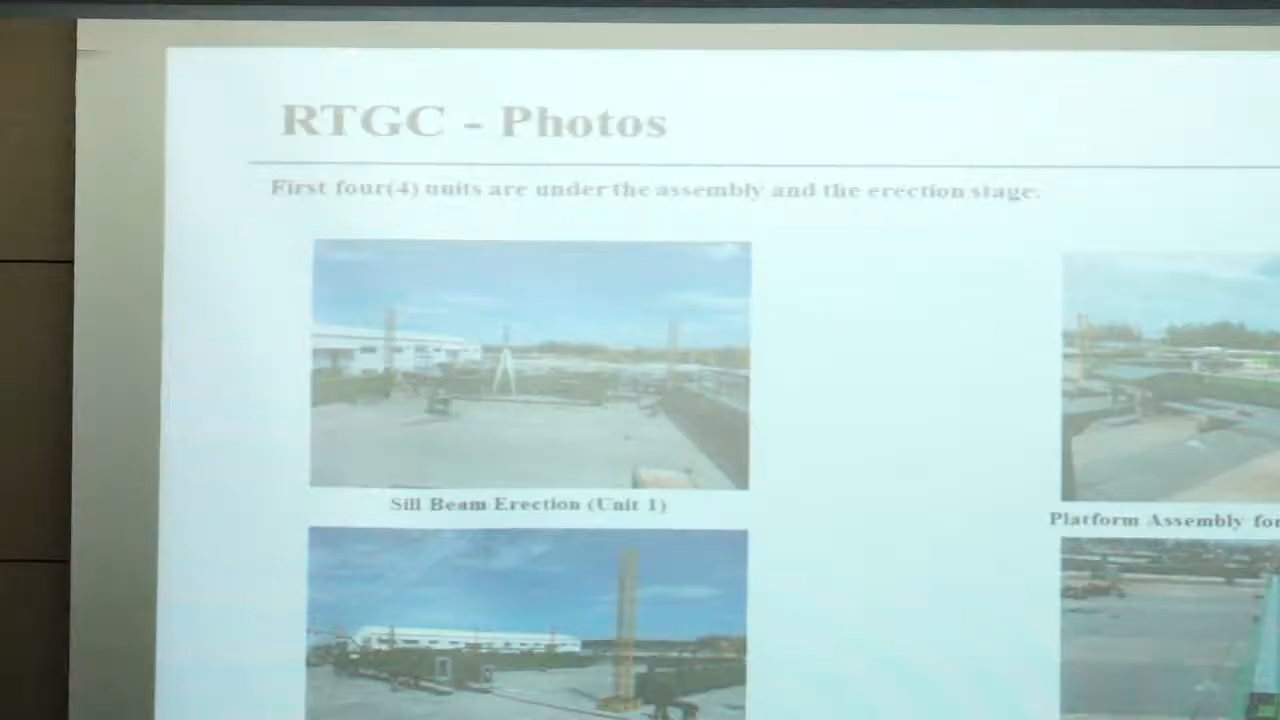 RTGC - Photos
First four(4) units are under the assembly and the erection stage.
Sill Beam Erection (Unit 1)
Platform Assembly for